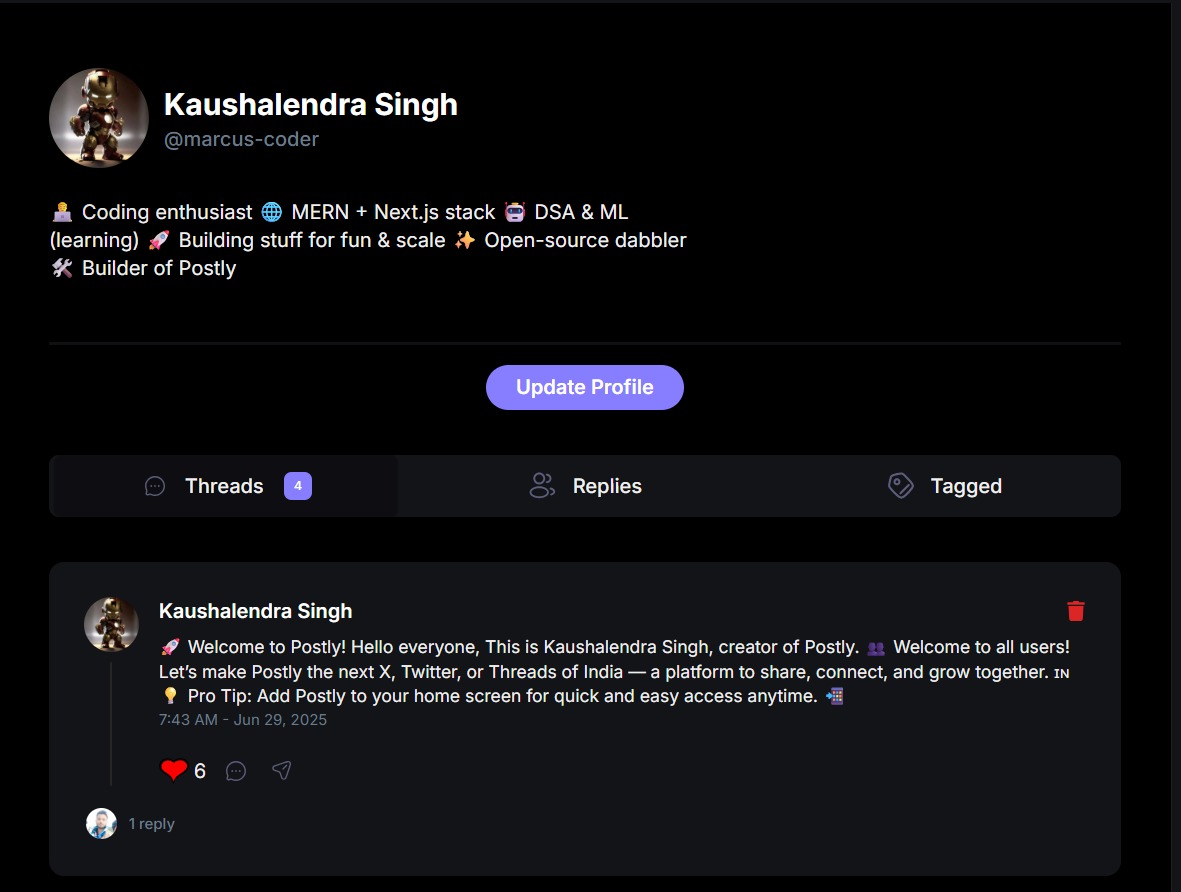 Kaushalendra Singh
@marcus-coder
🧑‍💻 Coding enthusiast 🌐 MERN + Next.js stack 🤖 DSA & ML
(learning) 🚀 Building stuff for fun & scale ✨ Open-source dabbler
🛠️ Builder of Postly
Update Profile
Threads 4
Replies
Tagged
Kaushalendra Singh
🚀 Welcome to Postly! Hello everyone, This is Kaushalendra Singh, creator of Postly. 👥 Welcome to all users!
Let’s make Postly the next X, Twitter, or Threads of India — a platform to share, connect, and grow together. 🇮🇳
💡 Pro Tip: Add Postly to your home screen for quick and easy access anytime. 📲
7:43 AM - Jun 29, 2025
6
1 reply